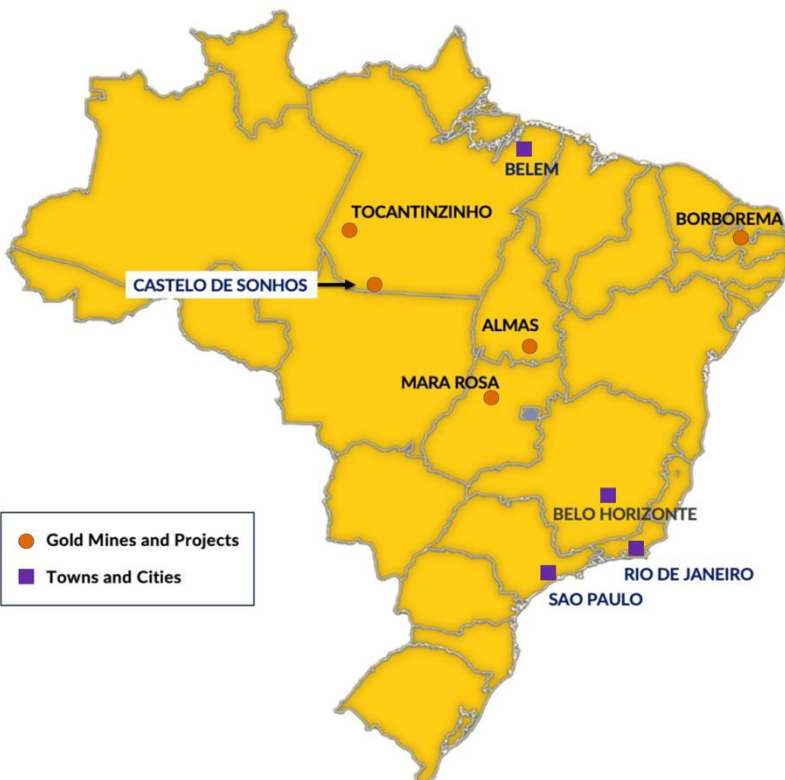 BELEM
TOCANTINZINHO
BORBOREMA
CASTELO DE SONHOS
ALMAS
MARA ROSA
BELO HORIZONTE
Gold Mines and Projects
Towns and Cities
RIO DE JANEIRO
SAO PAULO